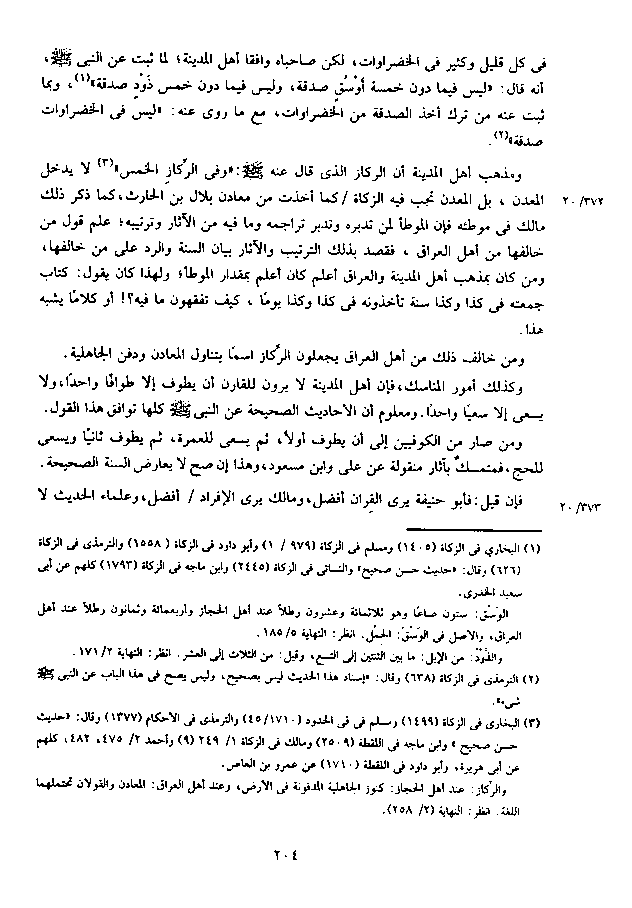 فى كل قليل وكثير فى الخضراوات، لكن صاحباه وافقا أهل المدينة؛ لما ثبت عن النبى ﷺ،
أنه قال: «ليس فيما دون خمسة أَوْسُقٍ صدقة، وليس فيما دون خمس ذَوْدٍ صدقة»(١)، وبما
ثبت عنه من ترك أخذ الصدقة من الخضراوات، مع ما روى عنه: «ليس فى الخضراوات
صدقة»(٢).
ومذهب أهل المدينة أن الركاز الذى قال عنه ﷺ: «وفى الرِّكازِ الخمس»(٣) لا يدخل
٢٠/٣٧٢ المعدن ، بل المعدن تجب فيه الزكاة / كما أخذت من معادن بلال بن الحارث، كما ذكر ذلك
مالك فى موطئه فإن الموطأ لمن تدبره وتدبر تراجمه وما فيه من الآثار وترتيبه؛ علم قول من
خالفها من أهل العراق ، فقصد بذلك الترتيب والآثار بيان السنة والرد على من خالفها،
ومن كان بمذهب أهل المدينة والعراق أعلم كان أعلم بمقدار الموطأ؛ ولهذا كان يقول: كتاب
جمعته فى كذا وكذا سنة تأخذونه فى كذا وكذا يومًا ، كيف تفقهون ما فيه؟! أو كلامًا يشبه
هذا.
ومن خالف ذلك من أهل العراق يجعلون الرِّكاز اسمًا يتناول المعادن ودفن الجاهلية.
وكذلك أمور المناسك، فإن أهل المدينة لا يرون للقارن أن يطوف إلا طوافًا واحدًا، ولا
يسعى إلا سعيًا واحدًا. ومعلوم أن الأحاديث الصحيحة عن النبى ﷺ كلها توافق هذا القول.
ومن صار من الكوفيين إلى أن يطوف أولاً، ثم يسعى للعمرة، ثم يطوف ثانيًا ويسعى
للحج، فمتمسكٌ بآثار منقولة عن على وابن مسعود، وهذا إن صح لا يعارض السنة الصحيحة.
٢٠/٣٧٣ فإن قيل: فأبو حنيفة يرى القِران أفضل، ومالك يرى الإفراد / أفضل، وعلماء الحديث لا
(١) البخارى فى الزكاة (١٤٠٥) ومسلم فى الزكاة (٩٧٩ / ١) وأبو داود فى الزكاة ( ١٥٥٨) والترمذى فى الزكاة
(٦٢٦) وقال: «حديث حسن صحيح» والنسائى فى الزكاة (٢٤٤٥) وابن ماجه فى الزكاة (١٧٩٣) كلهم عن أبى
سعيد الخدرى.
الوَسْق: ستون صاعًا وهو ثلاثمائة وعشرون رطلاً عند أهل الحجاز وأربعمائة وثمانون رطلاً عند أهل
العراق، والأصل فى الوَسْق: الحِمْل. انظر: النهاية ٥/ ١٨٥.
والذَّوْد: من الإبل: ما بين الثنتين إلى التسع، وقيل: من الثلاث إلى العشر. انظر: النهاية ٢/ ١٧١.
(٢) الترمذى فى الزكاة (٦٣٨) وقال: «إسناد هذا الحديث ليس بصحيح، وليس يصح فى هذا الباب عن النبى ﷺ
شىء».
(٣) البخارى فى الزكاة (١٤٩٩) ومسلم فى فى الحدود (١٧١٠/ ٤٥) والترمذى فى الأحكام (١٣٧٧) وقال: «حديث
حسن صحيح » وابن ماجه فى اللقطة (٢٥٠٩) ومالك فى الزكاة ١/ ٢٤٩ (٩) وأحمد ٢/ ٤٧٥، ٤٨٢، كلهم
عن أبى هريرة، وأبو داود فى اللقطة (١٧١٠) عن عمرو بن العاص.
والرِّكاز: عند أهل الحجاز: كنوز الجاهلية المدفونة فى الأرض، وعند أهل العراق: المعادن والقولان تحتملهما
اللغة. انظر: النهاية (٢/ ٢٥٨).
٢٠٤